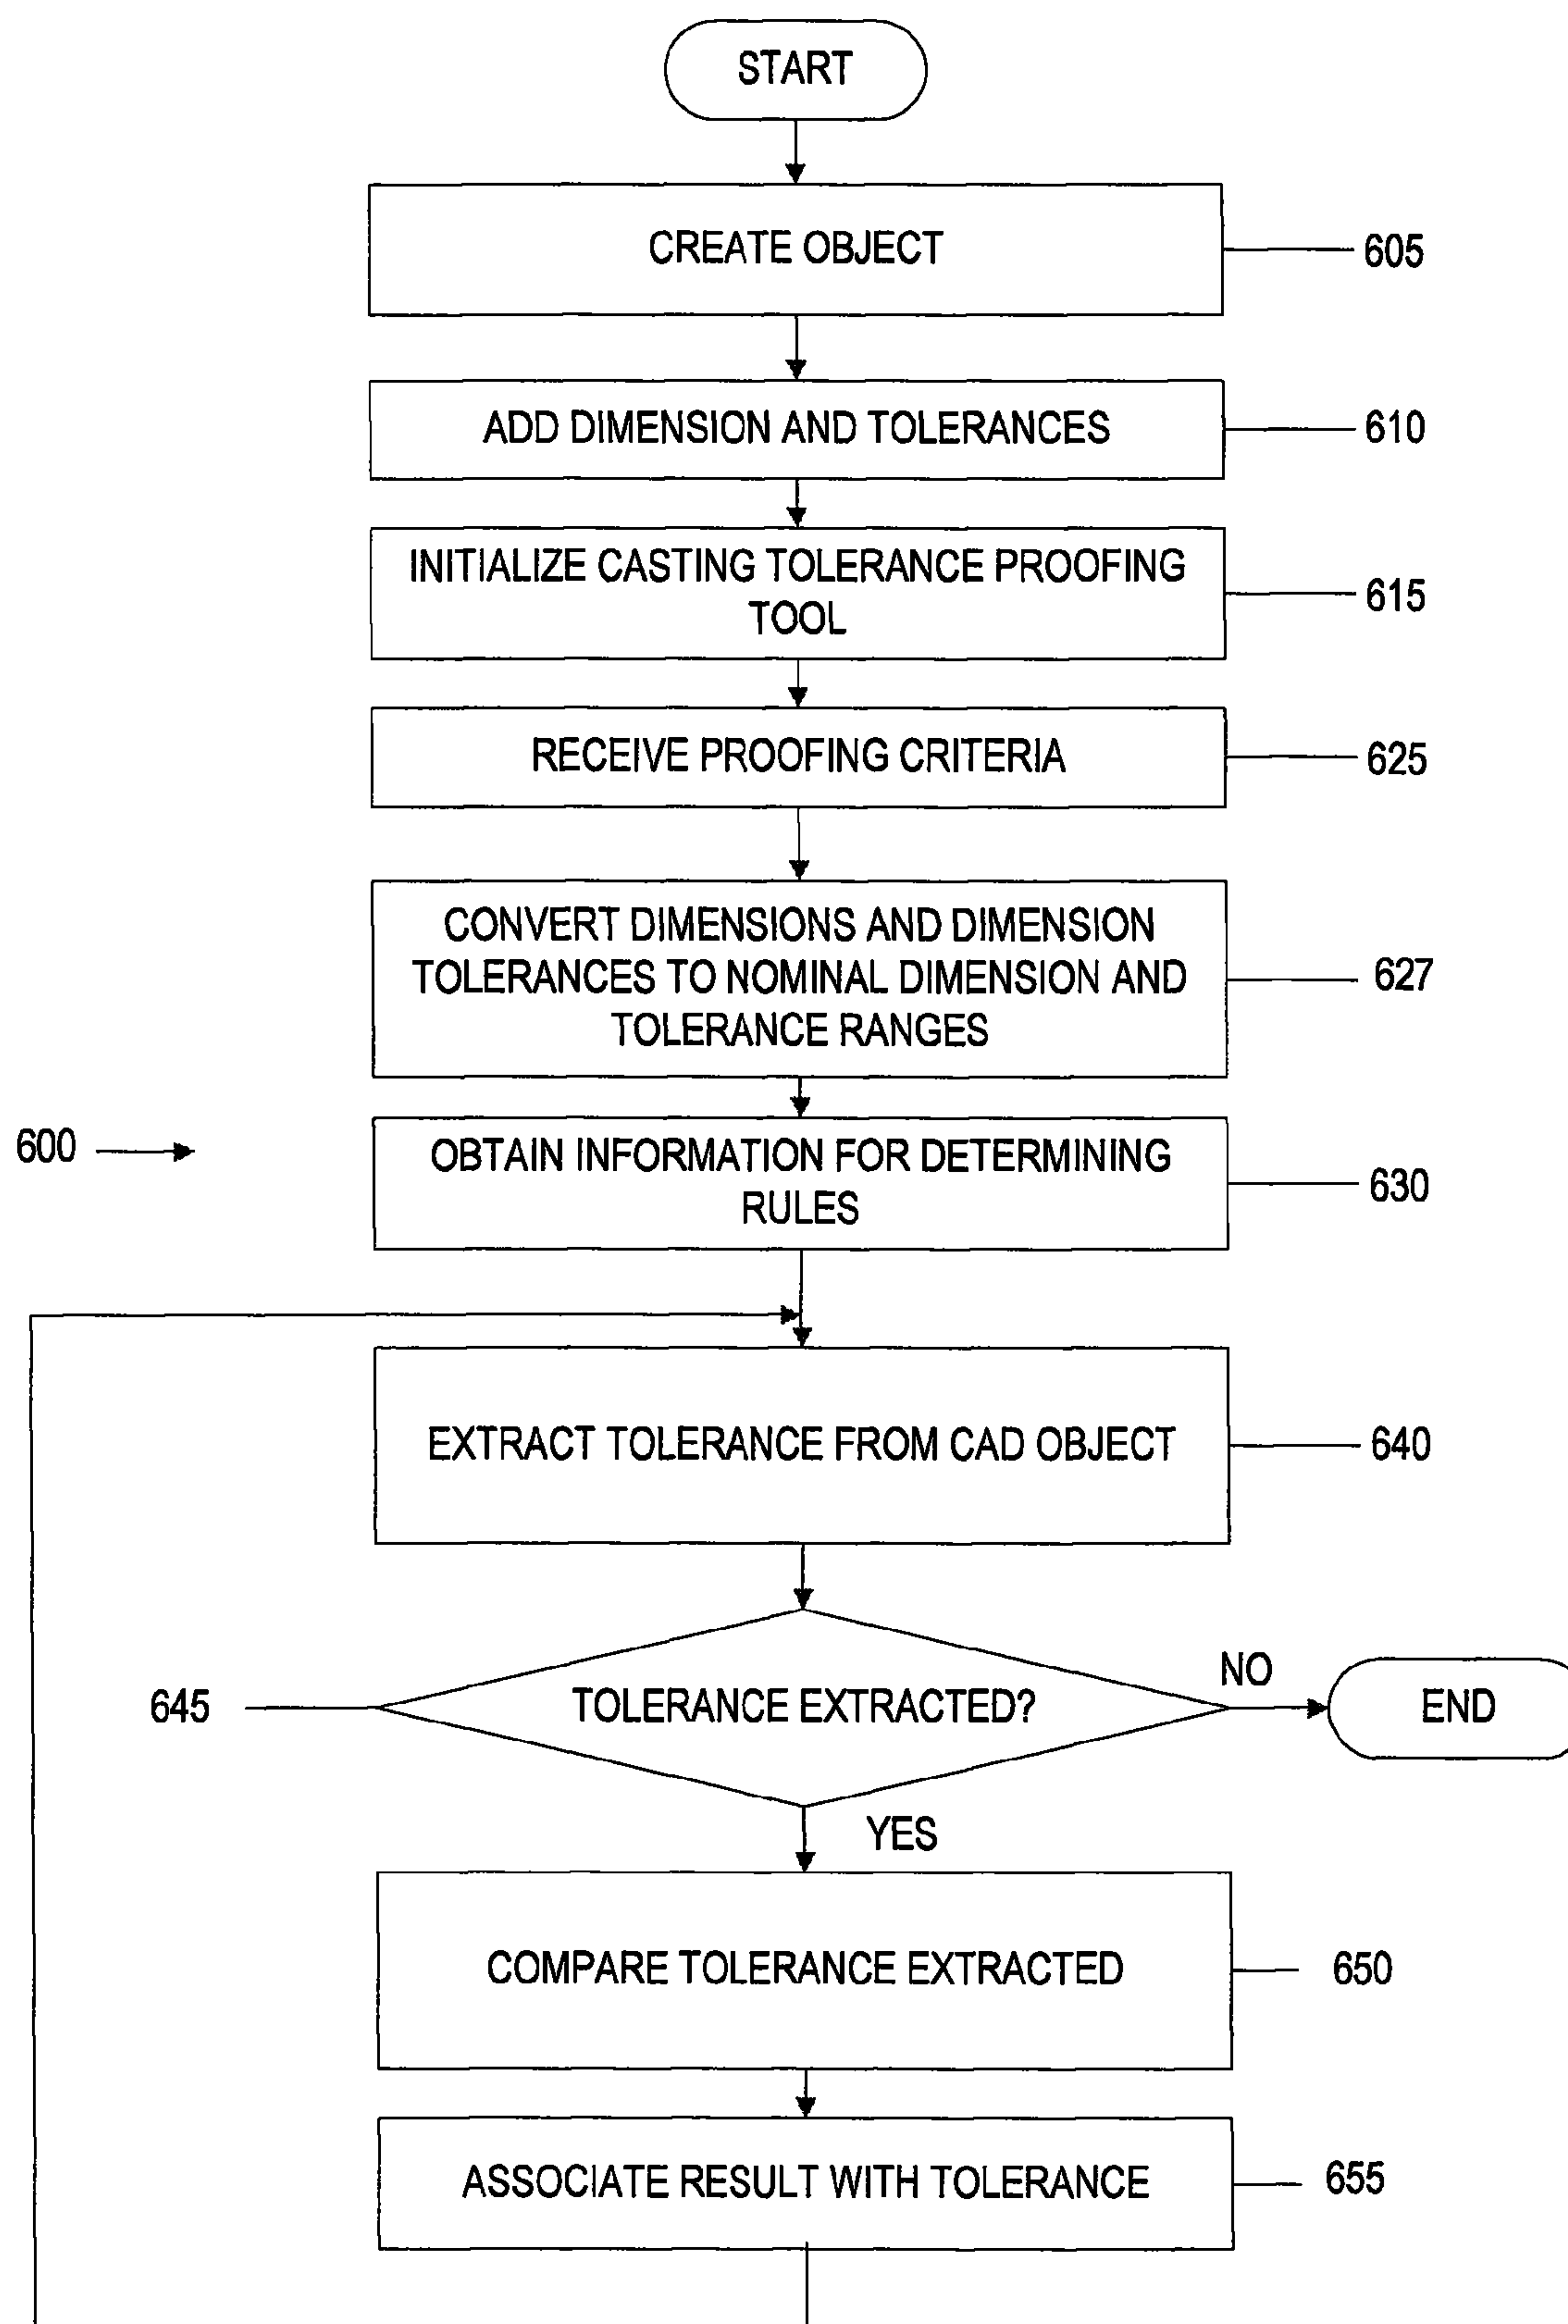 START
CREATE OBJECT
605
ADD DIMENSION AND TOLERANCES
610
INITIALIZE CASTING TOLERANCE PROOFING
TOOL
615
RECEIVE PROOFING CRITERIA
625
CONVERT DIMENSIONS AND DIMENSION
TOLERANCES TO NOMINAL DIMENSION AND
TOLERANCE RANGES
627
600
OBTAIN INFORMATION FOR DETERMINING
RULES
630
EXTRACT TOLERANCE FROM CAD OBJECT
640
645
TOLERANCE EXTRACTED?
NO
END
YES
COMPARE TOLERANCE EXTRACTED
650
ASSOCIATE RESULT WITH TOLERANCE
655